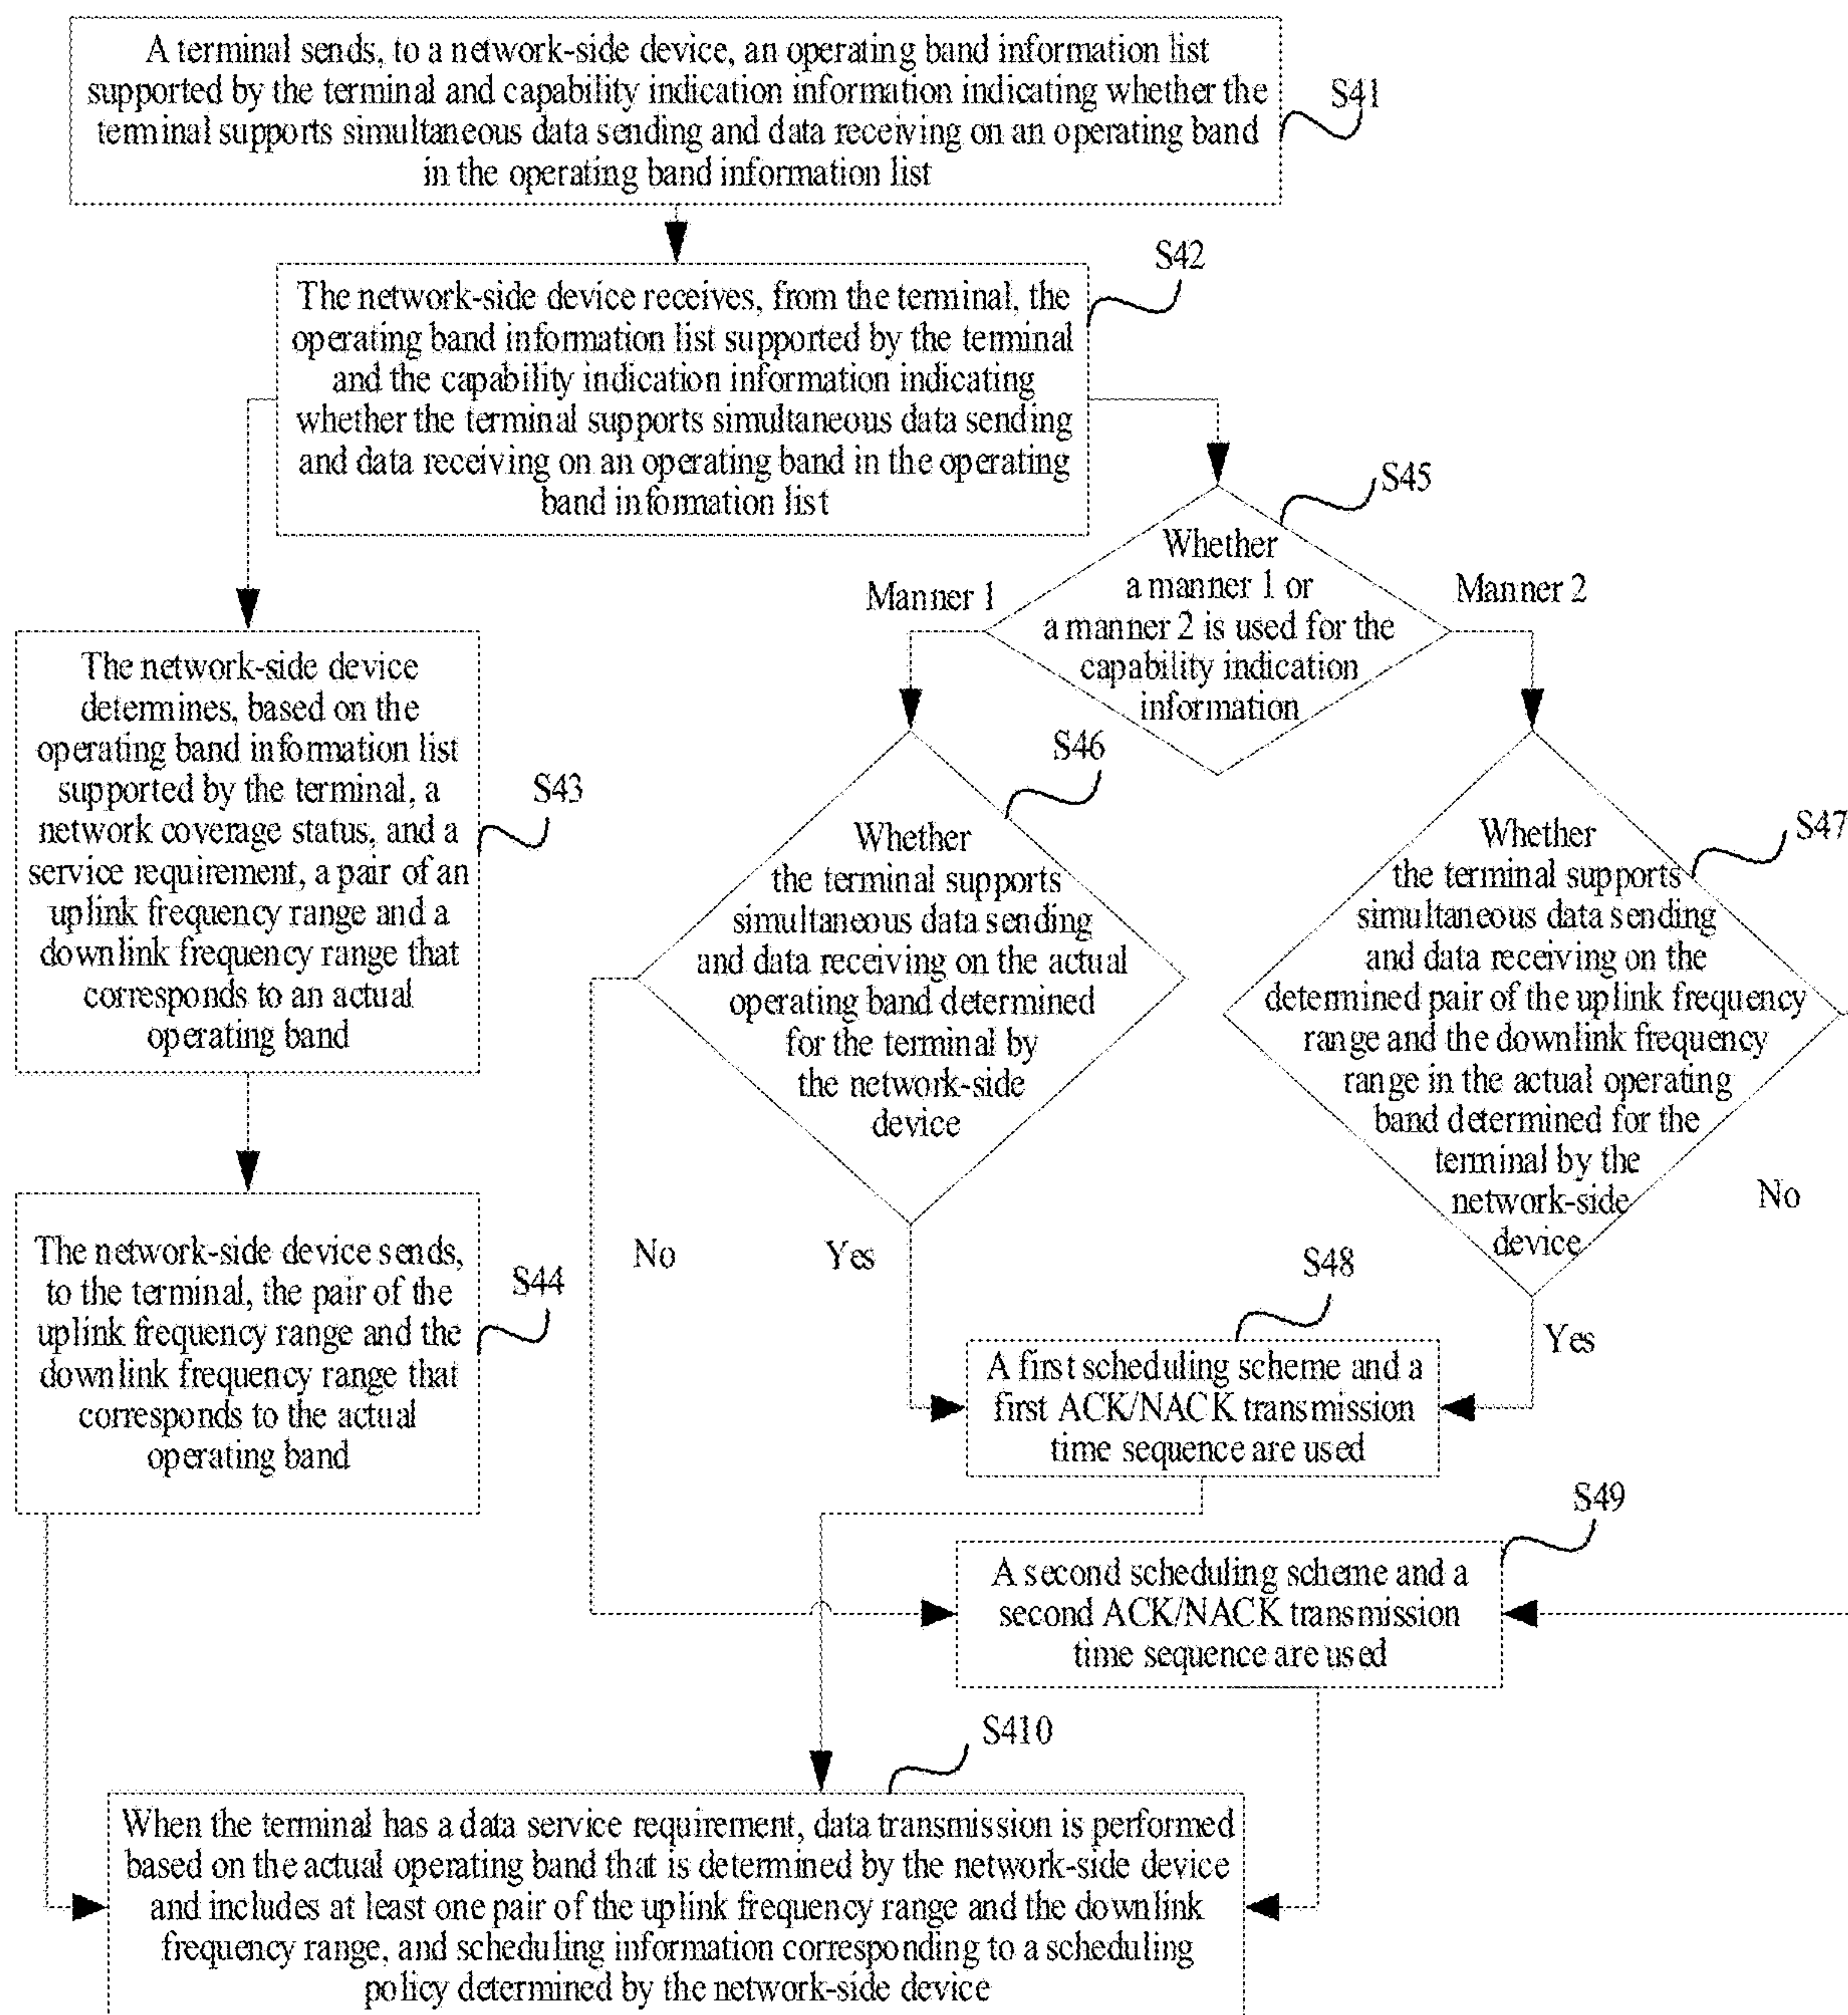 A terminal sends, to a network-side device, an operating band information list
supported by the terminal and capability indication information indicating whether the
terminal supports simultaneous data sending and data receiving on an operating band
in the operating band information list
S41
S42
The network-side device receives, from the terminal, the
operating band information list supported by the terminal
and the capability indication information indicating
whether the terminal supports simultaneous data sending
and data receiving on an operating band in the operating
band information list
S45
Whether
a manner 1 or
a manner 2 is used for the
capability indication
information
Manner 1
Manner 2
The network-side device
determines, based on the
operating band information list
supported by the terminal, a
network coverage status, and a
service requirement, a pair of an
uplink frequency range and a
downlink frequency range that
corresponds to an actual
operating band
S43
S46
Whether
the terminal supports
simultaneous data sending
and data receiving on the actual
operating band determined
for the terminal by
the network-side
device
S47
Whether
the terminal supports
simultaneous data sending
and data receiving on the
determined pair of the uplink frequency
range and the downlink frequency
range in the actual operating
band determined for the
terminal by the
network-side
device
No
The network-side device sends,
to the terminal, the pair of the
uplink frequency range and the
downlink frequency range that
corresponds to the actual
operating band
S44
No
Yes
S48
Yes
A first scheduling scheme and a
first ACK/NACK transmission
time sequence are used
S49
A second scheduling scheme and a
second ACK/NACK transmission
time sequence are used
S410
When the terminal has a data service requirement, data transmission is performed
based on the actual operating band that is determined by the network-side device
and includes at least one pair of the uplink frequency range and the downlink
frequency range, and scheduling information corresponding to a scheduling
policy determined by the network-side device